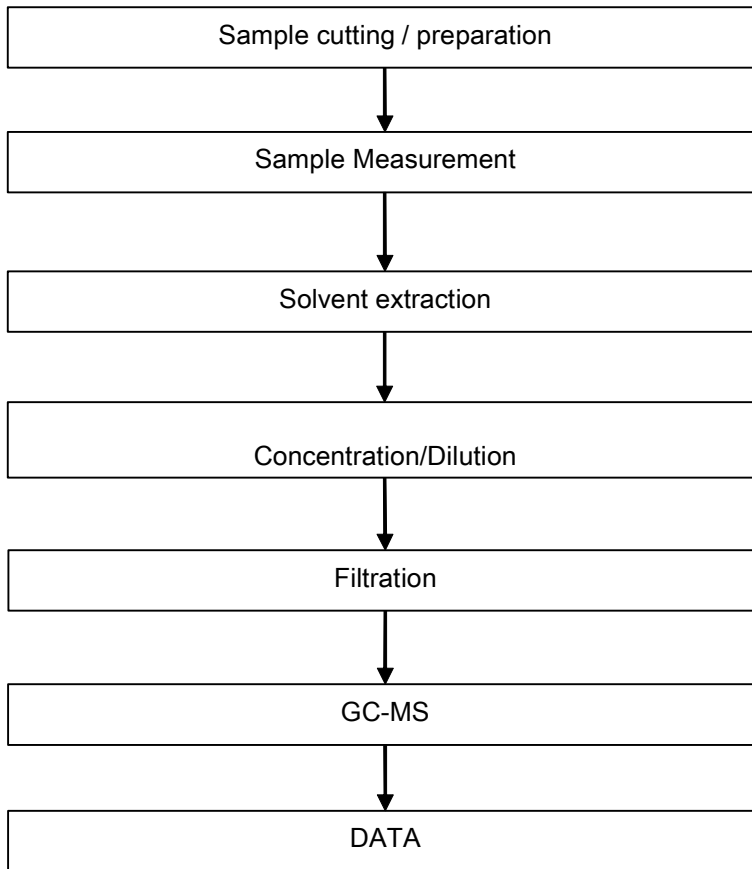 Sample cutting / preparation
Sample Measurement
Solvent extraction
Concentration/Dilution
Filtration
GC-MS
DATA